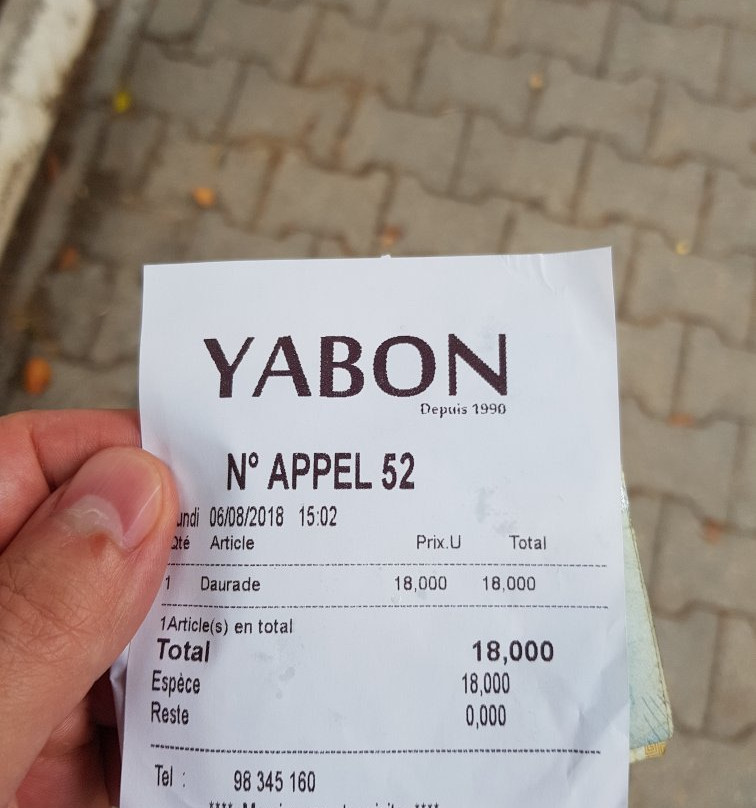 YABON
Depuis 1990
N° APPEL 52
06/08/2018 15:02
Qté Article Prix.U Total
1 Daurade 18,000 18,000
1Article(s) en total
Total 18,000
Espèce 18,000
Reste 0,000
Tel : 98 345 160